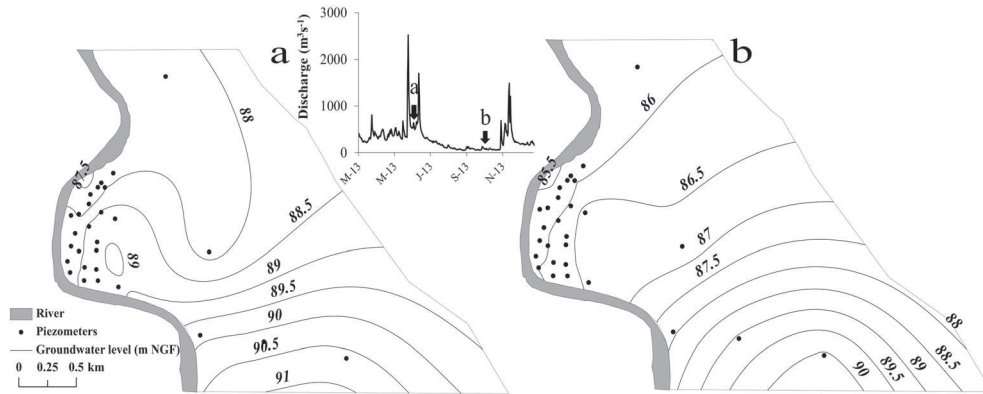 a
b
Discharge (m³s⁻¹)
3000
2000
1000
0
a
b
M-13
M-13
J-13
S-13
N-13
88
87.5
88.5
89
89
89.5
90
90.5
91
86
85.5
86.5
87
87.5
88
88.5
89
89.5
90
River
Piezometers
Groundwater level (m NGF)
0 0.25 0.5 km